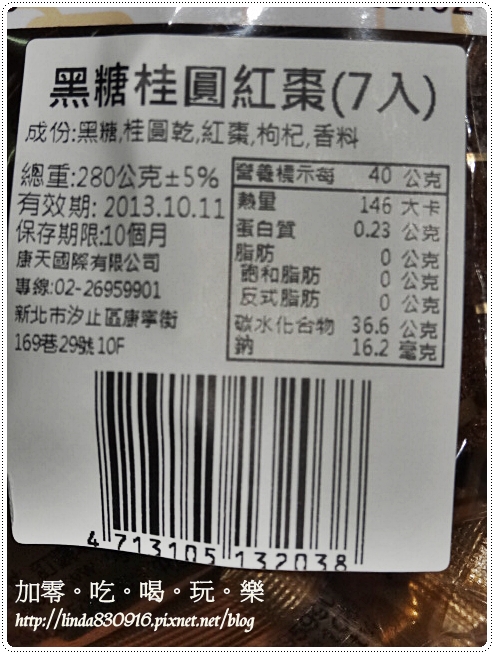 黑糖桂圓紅棗(7入)
成份:黑糖,桂圓乾,紅棗,枸杞,香料
總重:280公克±5%
有效期: 2013.10.11
保存期限:10個月
康天國際有限公司
專線:02-26959901
新北市汐止區康寧街
169巷29號10F
營養標示每 40 公克
熱量 146 大卡
蛋白質 0.23 公克
脂肪 0 公克
飽和脂肪 0 公克
反式脂肪 0 公克
碳水化合物 36.6 公克
鈉 16.2 毫克
4 713105 132038
加零。吃。喝。玩。樂
http://linda830916.pixnet.net/blog